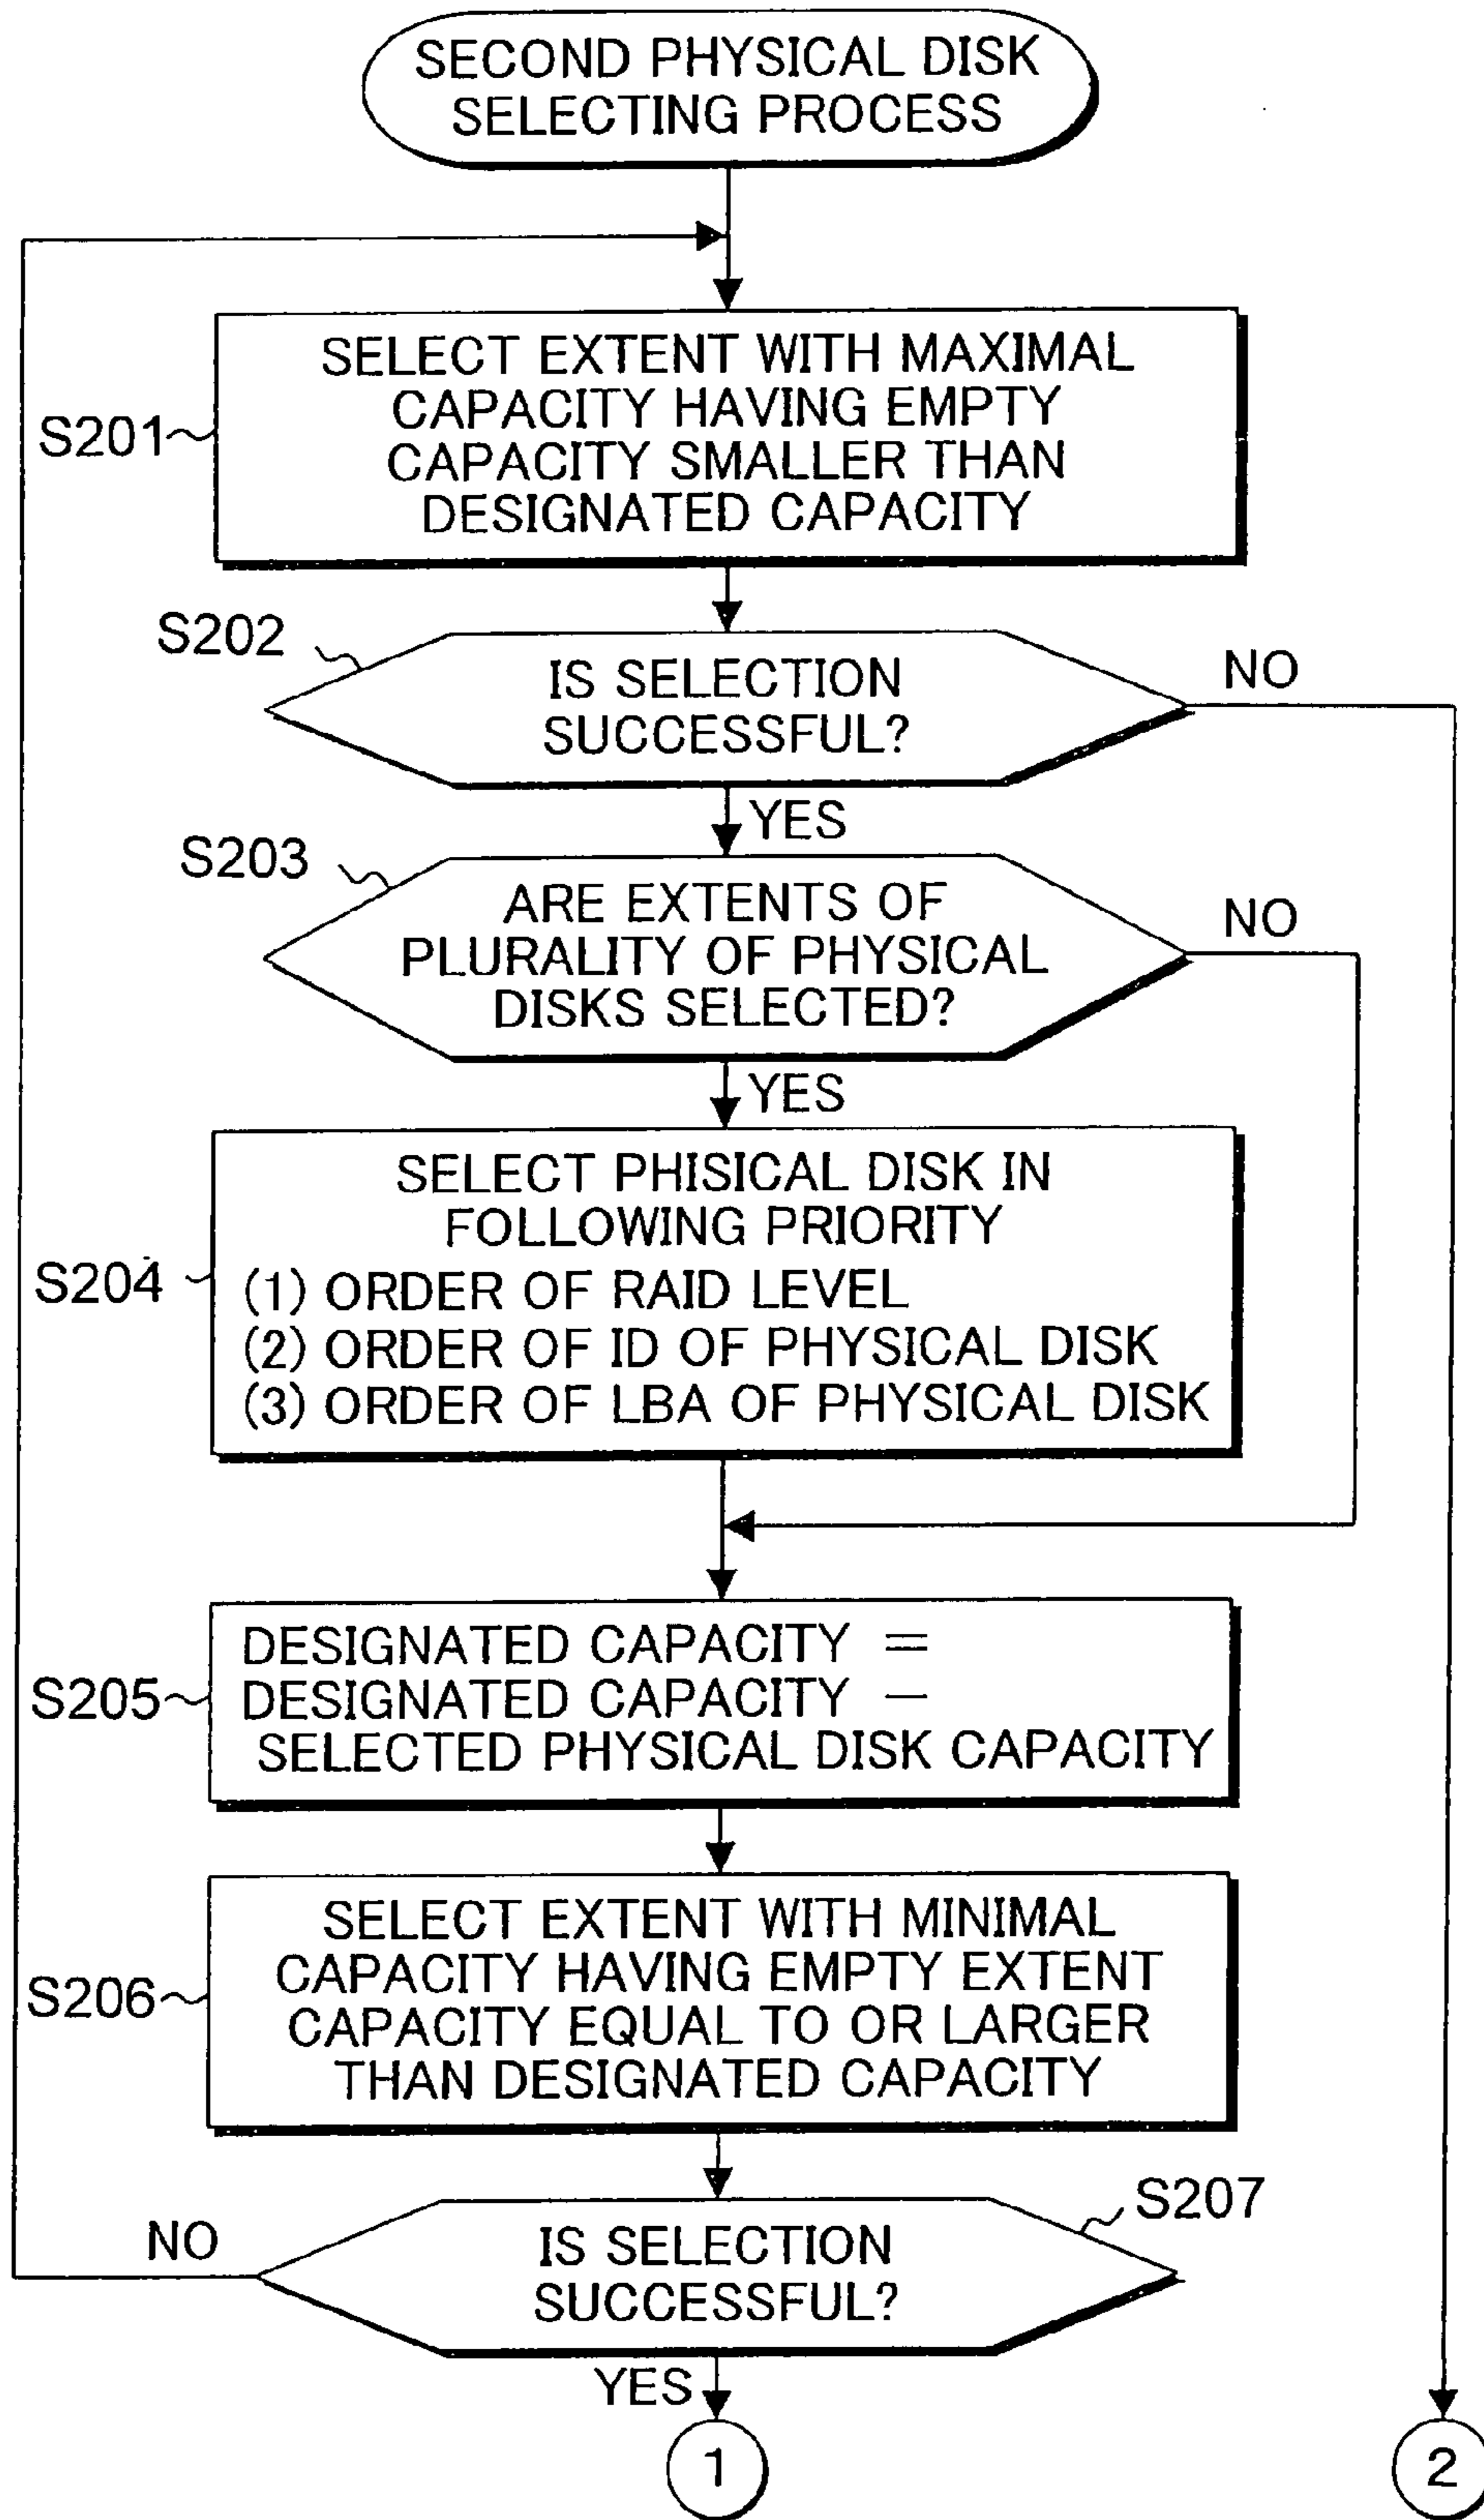 SECOND PHYSICAL DISK
SELECTING PROCESS
S201
SELECT EXTENT WITH MAXIMAL
CAPACITY HAVING EMPTY
CAPACITY SMALLER THAN
DESIGNATED CAPACITY
S202
IS SELECTION
SUCCESSFUL?
NO
YES
S203
ARE EXTENTS OF
PLURALITY OF PHYSICAL
DISKS SELECTED?
NO
YES
S204
SELECT PHISICAL DISK IN
FOLLOWING PRIORITY
(1) ORDER OF RAID LEVEL
(2) ORDER OF ID OF PHYSICAL DISK
(3) ORDER OF LBA OF PHYSICAL DISK
S205
DESIGNATED CAPACITY =
DESIGNATED CAPACITY −
SELECTED PHYSICAL DISK CAPACITY
S206
SELECT EXTENT WITH MINIMAL
CAPACITY HAVING EMPTY EXTENT
CAPACITY EQUAL TO OR LARGER
THAN DESIGNATED CAPACITY
S207
NO
IS SELECTION
SUCCESSFUL?
YES
1
2